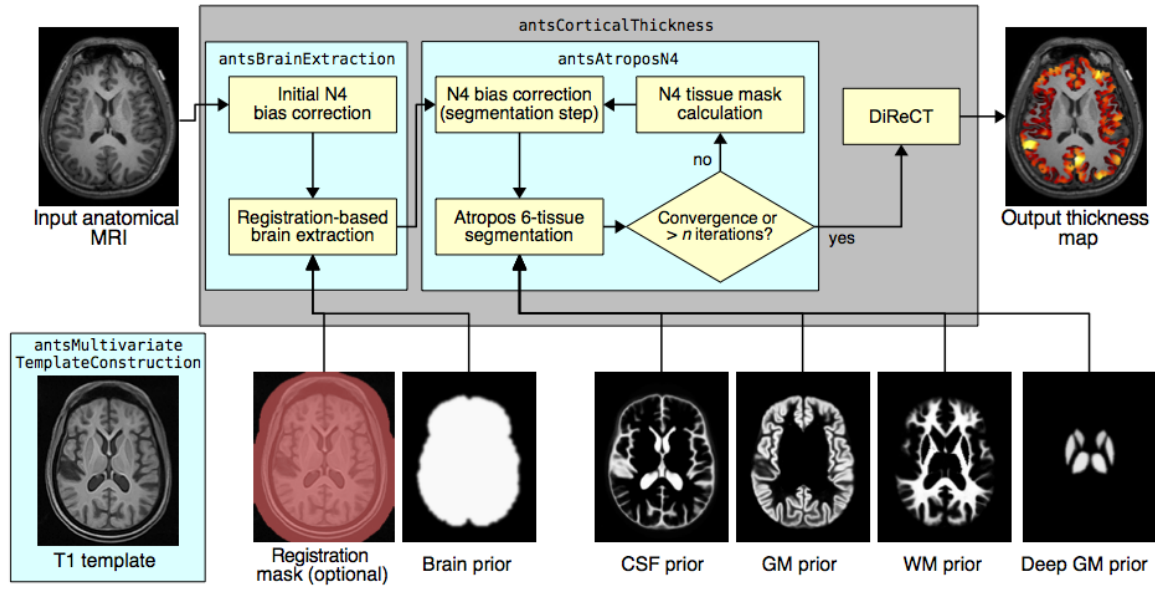 antsCorticalThickness
antsBrainExtraction
antsAtroposN4
Initial N4
bias correction
N4 bias correction
(segmentation step)
N4 tissue mask
calculation
DiReCT
no
Registration-based
brain extraction
Atropos 6-tissue
segmentation
Convergence or
> n iterations?
yes
Input anatomical
MRI
Output thickness
map
antsMultivariate
TemplateConstruction
T1 template
Registration
mask (optional)
Brain prior
CSF prior
GM prior
WM prior
Deep GM prior